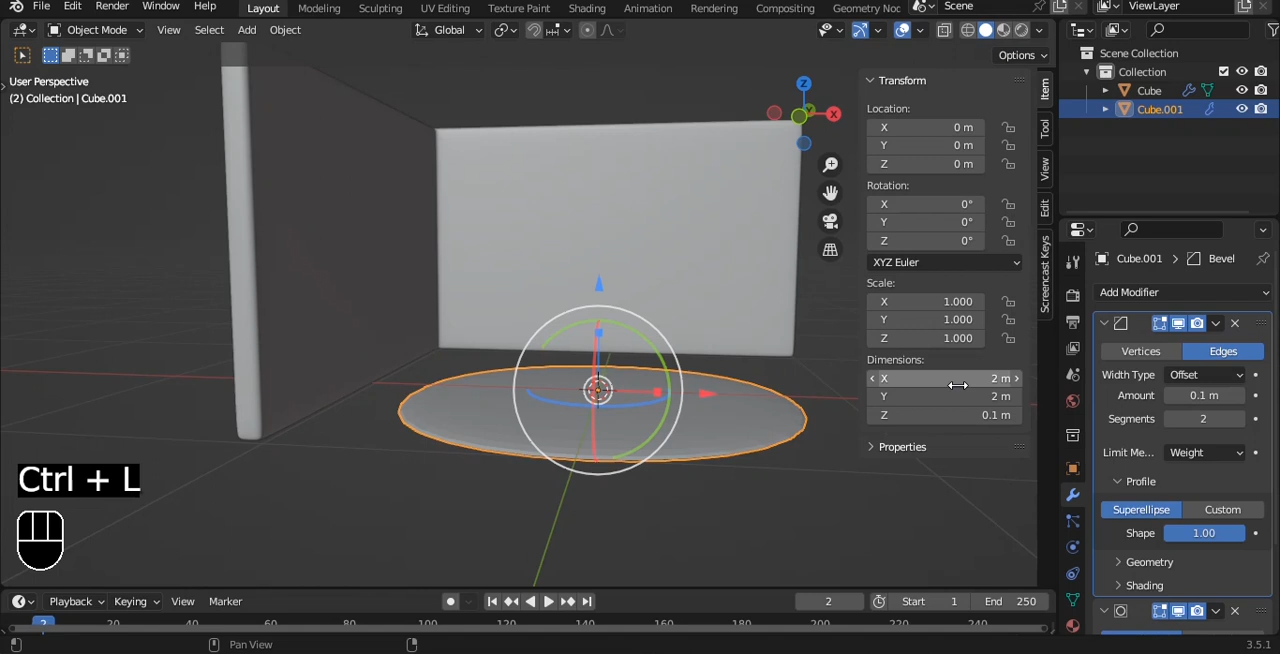 File Edit Render Window Help Layout Modeling Sculpting UV Editing Texture Paint Shading Animation Rendering Compositing Geometry Noc Scene ViewLayer
Object Mode View Select Add Object Global
Options
User Perspective
(2) Collection | Cube.001
Transform
Location:
X 0 m
Y 0 m
Z 0 m
Rotation:
X 0°
Y 0°
Z 0°
XYZ Euler
Scale:
X 1.000
Y 1.000
Z 1.000
Dimensions:
X 2 m
Y 2 m
Z 0.1 m
Properties
Item
Tool
View
Edit
Screencast Keys
Z
X
Scene Collection
Collection
Cube
Cube.001
Cube.001 > Bevel
Add Modifier
Vertices Edges
Width Type Offset
Amount 0.1 m
Segments 2
Limit Me... Weight
Profile
Superellipse Custom
Shape 1.00
Geometry
Shading
Ctrl + L
Playback Keying View Marker 2 Start 1 End 250
2 20 40 60 80 100 120 140 160 180 200 220 240
Pan View 3.5.1